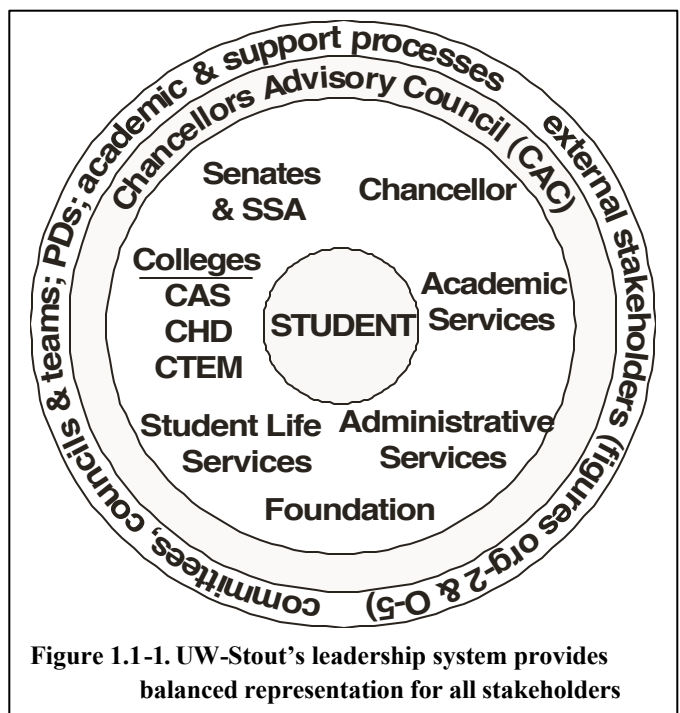 committees, councils & teams; PDs; academic & support processes
external stakeholders (figures org-2 & O-5)
Chancellors Advisory Council (CAC)
Senates
& SSA
Chancellor
Colleges
CAS
CHD
CTEM
STUDENT
Academic
Services
Student Life
Services
Administrative
Services
Foundation
Figure 1.1-1. UW-Stout’s leadership system provides
balanced representation for all stakeholders